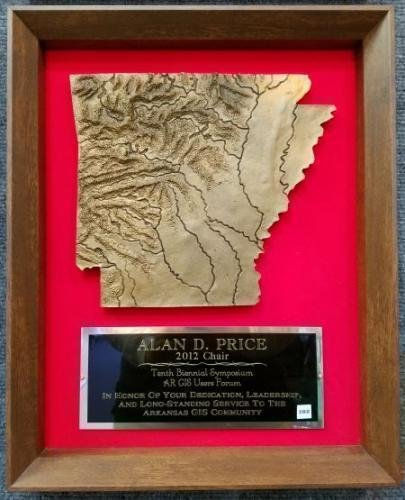 ALAN D. PRICE
2012 Chair
Tenth Biennial Symposium
AR GIS Users Forum
IN HONOR OF YOUR DEDICATION, LEADERSHIP,
AND LONG-STANDING SERVICE TO THE
ARKANSAS GIS COMMUNITY